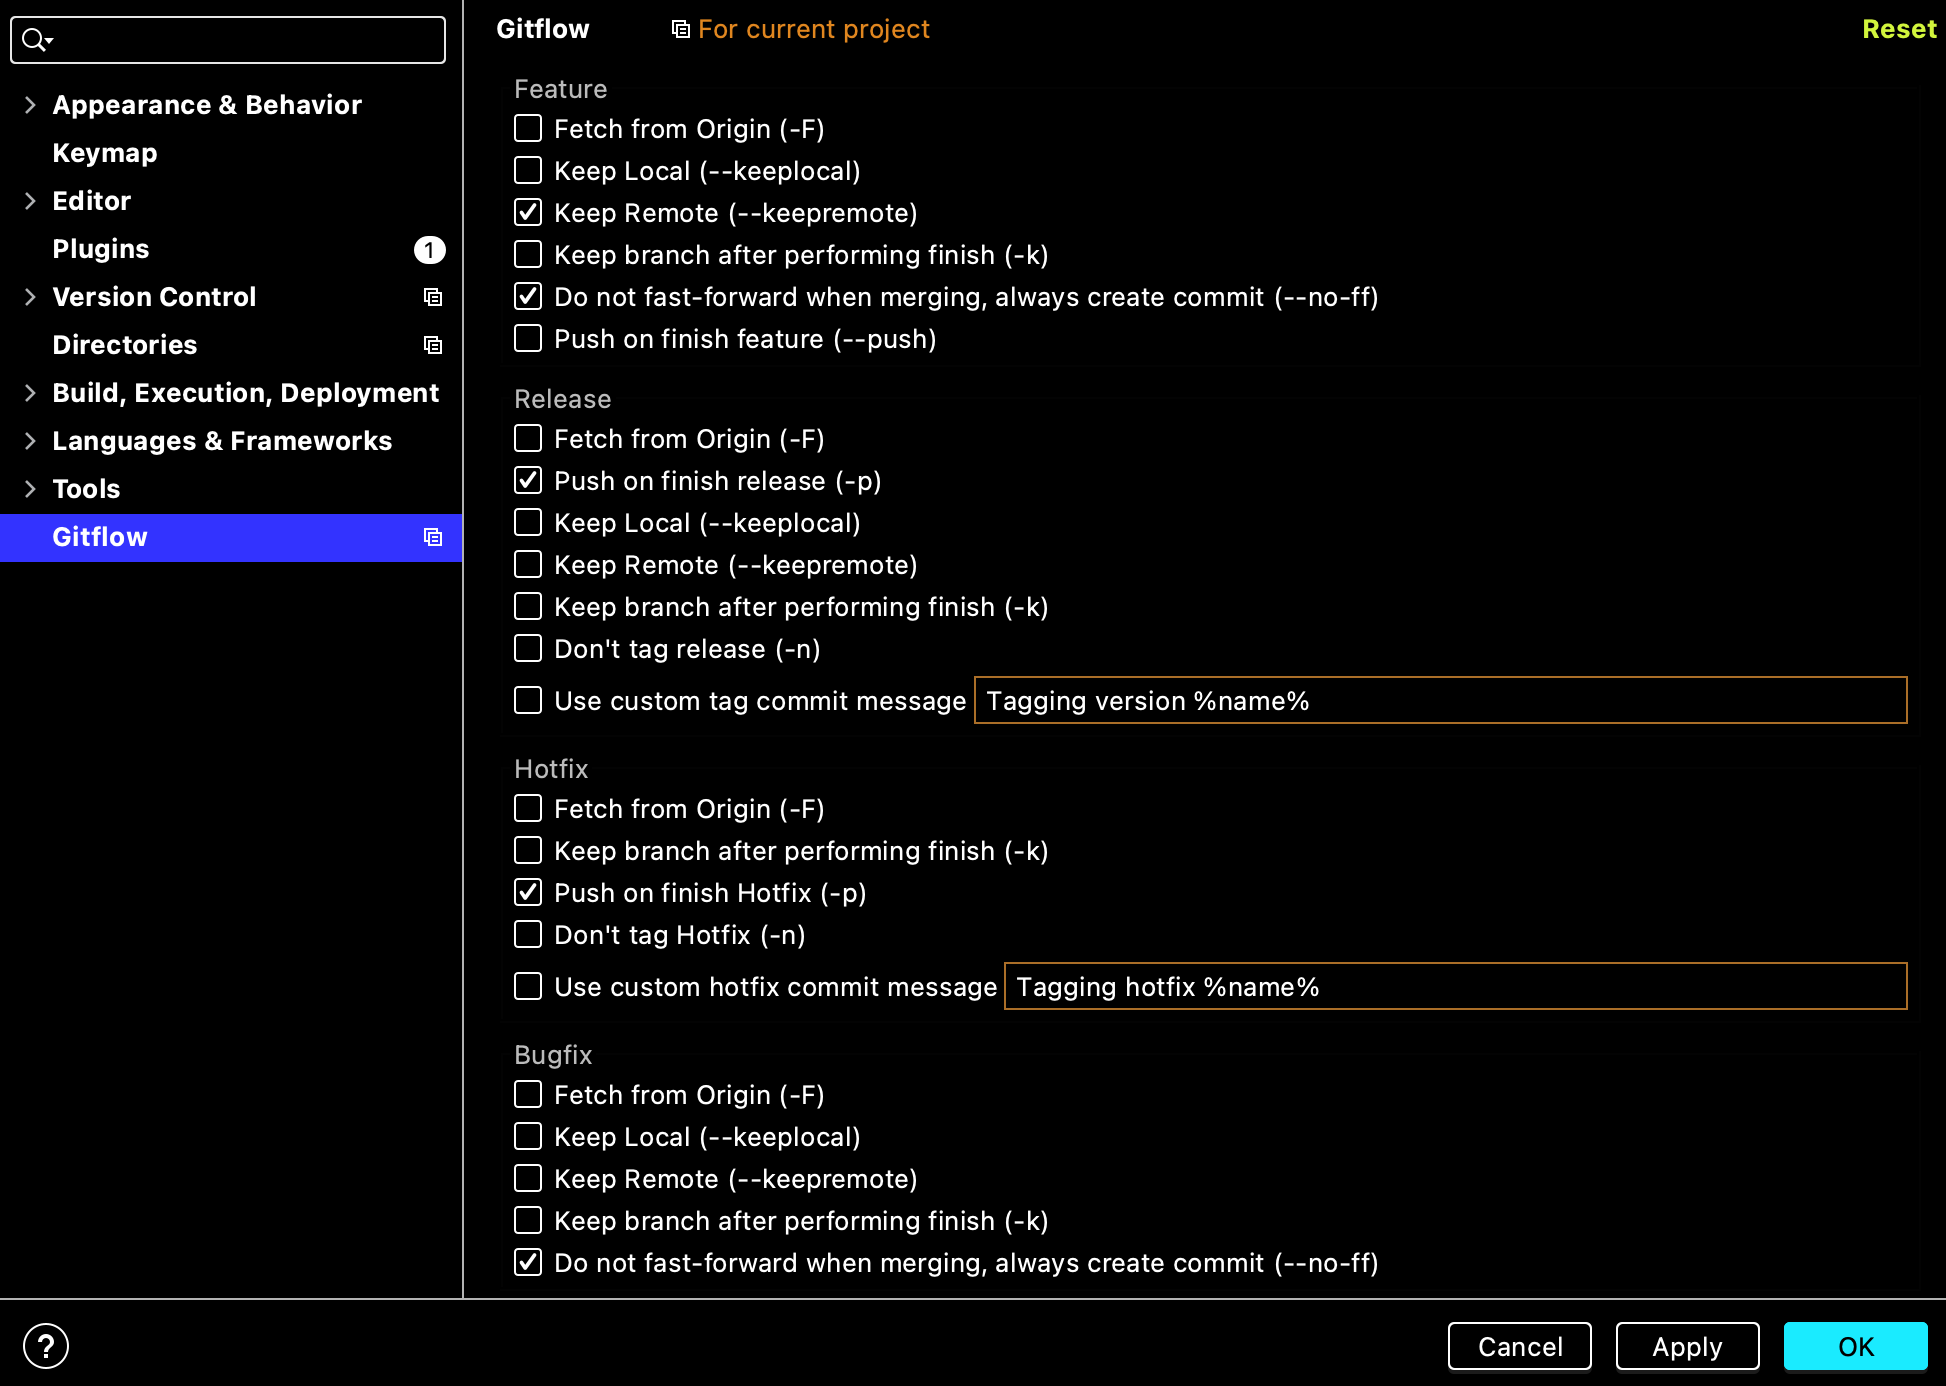 Appearance & Behavior
Keymap
Editor
Plugins 1
Version Control
Directories
Build, Execution, Deployment
Languages & Frameworks
Tools
Gitflow
Gitflow For current project Reset
Feature
Fetch from Origin (-F)
Keep Local (--keeplocal)
Keep Remote (--keepremote)
Keep branch after performing finish (-k)
Do not fast-forward when merging, always create commit (--no-ff)
Push on finish feature (--push)
Release
Fetch from Origin (-F)
Push on finish release (-p)
Keep Local (--keeplocal)
Keep Remote (--keepremote)
Keep branch after performing finish (-k)
Don't tag release (-n)
Use custom tag commit message Tagging version %name%
Hotfix
Fetch from Origin (-F)
Keep branch after performing finish (-k)
Push on finish Hotfix (-p)
Don't tag Hotfix (-n)
Use custom hotfix commit message Tagging hotfix %name%
Bugfix
Fetch from Origin (-F)
Keep Local (--keeplocal)
Keep Remote (--keepremote)
Keep branch after performing finish (-k)
Do not fast-forward when merging, always create commit (--no-ff)
? Cancel Apply OK